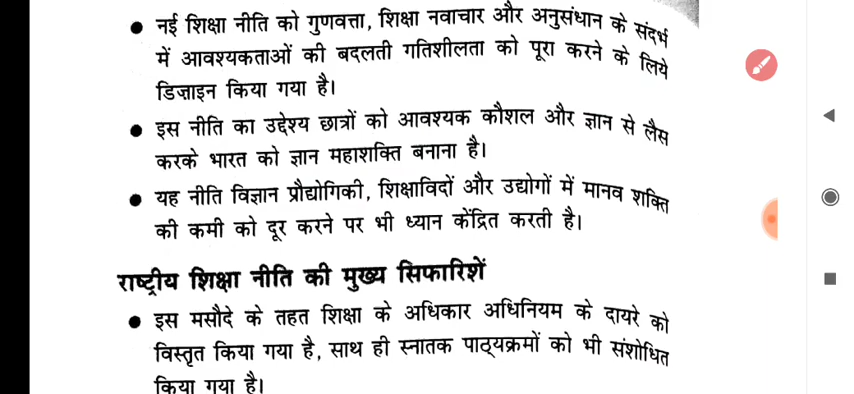 ● नई शिक्षा नीति को गुणवत्ता, शिक्षा नवाचार और अनुसंधान के संदर्भ
में आवश्यकताओं की बदलती गतिशीलता को पूरा करने के लिये
डिज़ाइन किया गया है।
● इस नीति का उद्देश्य छात्रों को आवश्यक कौशल और ज्ञान से लैस
करके भारत को ज्ञान महाशक्ति बनाना है।
● यह नीति विज्ञान प्रौद्योगिकी, शिक्षाविदों और उद्योगों में मानव शक्ति
की कमी को दूर करने पर भी ध्यान केंद्रित करती है।
राष्ट्रीय शिक्षा नीति की मुख्य सिफारिशें
● इस मसौदे के तहत शिक्षा के अधिकार अधिनियम के दायरे को
विस्तृत किया गया है, साथ ही स्नातक पाठ्यक्रमों को भी संशोधित
किया गया है।